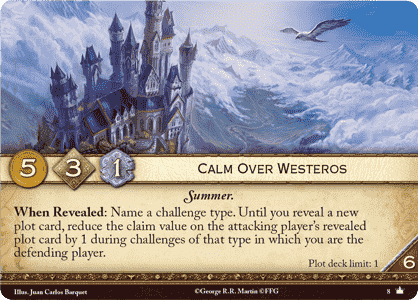 5 3 1 CALM OVER WESTEROS
Summer.
When Revealed: Name a challenge type. Until you reveal a new
plot card, reduce the claim value on the attacking player's revealed
plot card by 1 during challenges of that type in which you are the
defending player.
Plot deck limit: 1
6
Illus. Juan Carlos Barquet ©George R.R. Martin ©FFG 8